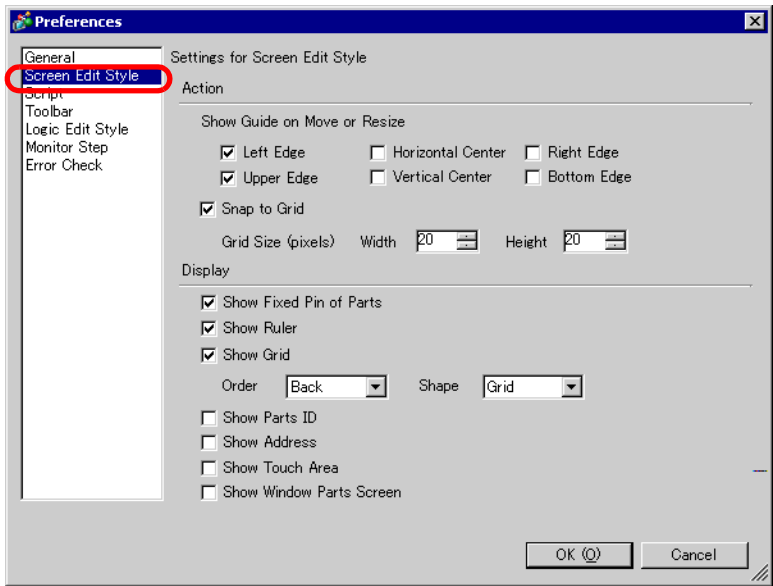 Preferences
General
Screen Edit Style
Script
Toolbar
Logic Edit Style
Monitor Step
Error Check
Settings for Screen Edit Style
Action
Show Guide on Move or Resize
Left Edge Horizontal Center Right Edge
Upper Edge Vertical Center Bottom Edge
Snap to Grid
Grid Size (pixels) Width 20 Height 20
Display
Show Fixed Pin of Parts
Show Ruler
Show Grid
Order Back Shape Grid
Show Parts ID
Show Address
Show Touch Area
Show Window Parts Screen
OK (O) Cancel